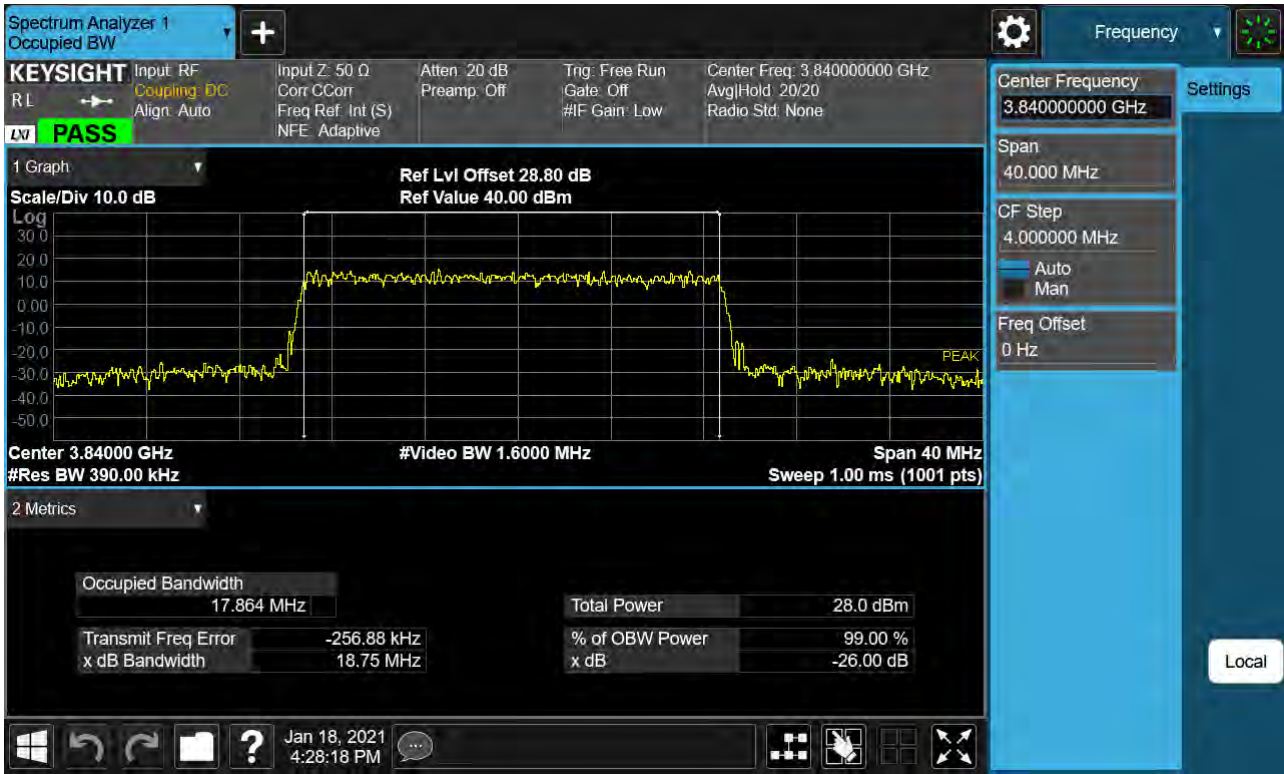 Spectrum Analyzer 1
Occupied BW
+
Frequency
KEYSIGHT
RL
LXI
PASS
Input: RF
Coupling: DC
Align: Auto
Input Z: 50 Ω
Corr CCorr
Freq Ref: Int (S)
NFE: Adaptive
Atten: 20 dB
Preamp: Off
Trig: Free Run
Gate: Off
#IF Gain: Low
Center Freq: 3.840000000 GHz
Avg|Hold: 20/20
Radio Std: None
Center Frequency
3.840000000 GHz
Settings
Span
40.000 MHz
CF Step
4.000000 MHz
Auto
Man
Freq Offset
0 Hz
1 Graph
Scale/Div 10.0 dB
Ref Lvl Offset 28.80 dB
Ref Value 40.00 dBm
Log
30.0
20.0
10.0
0.00
-10.0
-20.0
-30.0
-40.0
-50.0
PEAK
Center 3.84000 GHz
#Video BW 1.6000 MHz
Span 40 MHz
#Res BW 390.00 kHz
Sweep 1.00 ms (1001 pts)
2 Metrics
Occupied Bandwidth
17.864 MHz
Total Power 28.0 dBm
Transmit Freq Error -256.88 kHz
% of OBW Power 99.00 %
x dB Bandwidth 18.75 MHz
x dB -26.00 dB
Local
?
Jan 18, 2021
4:28:18 PM